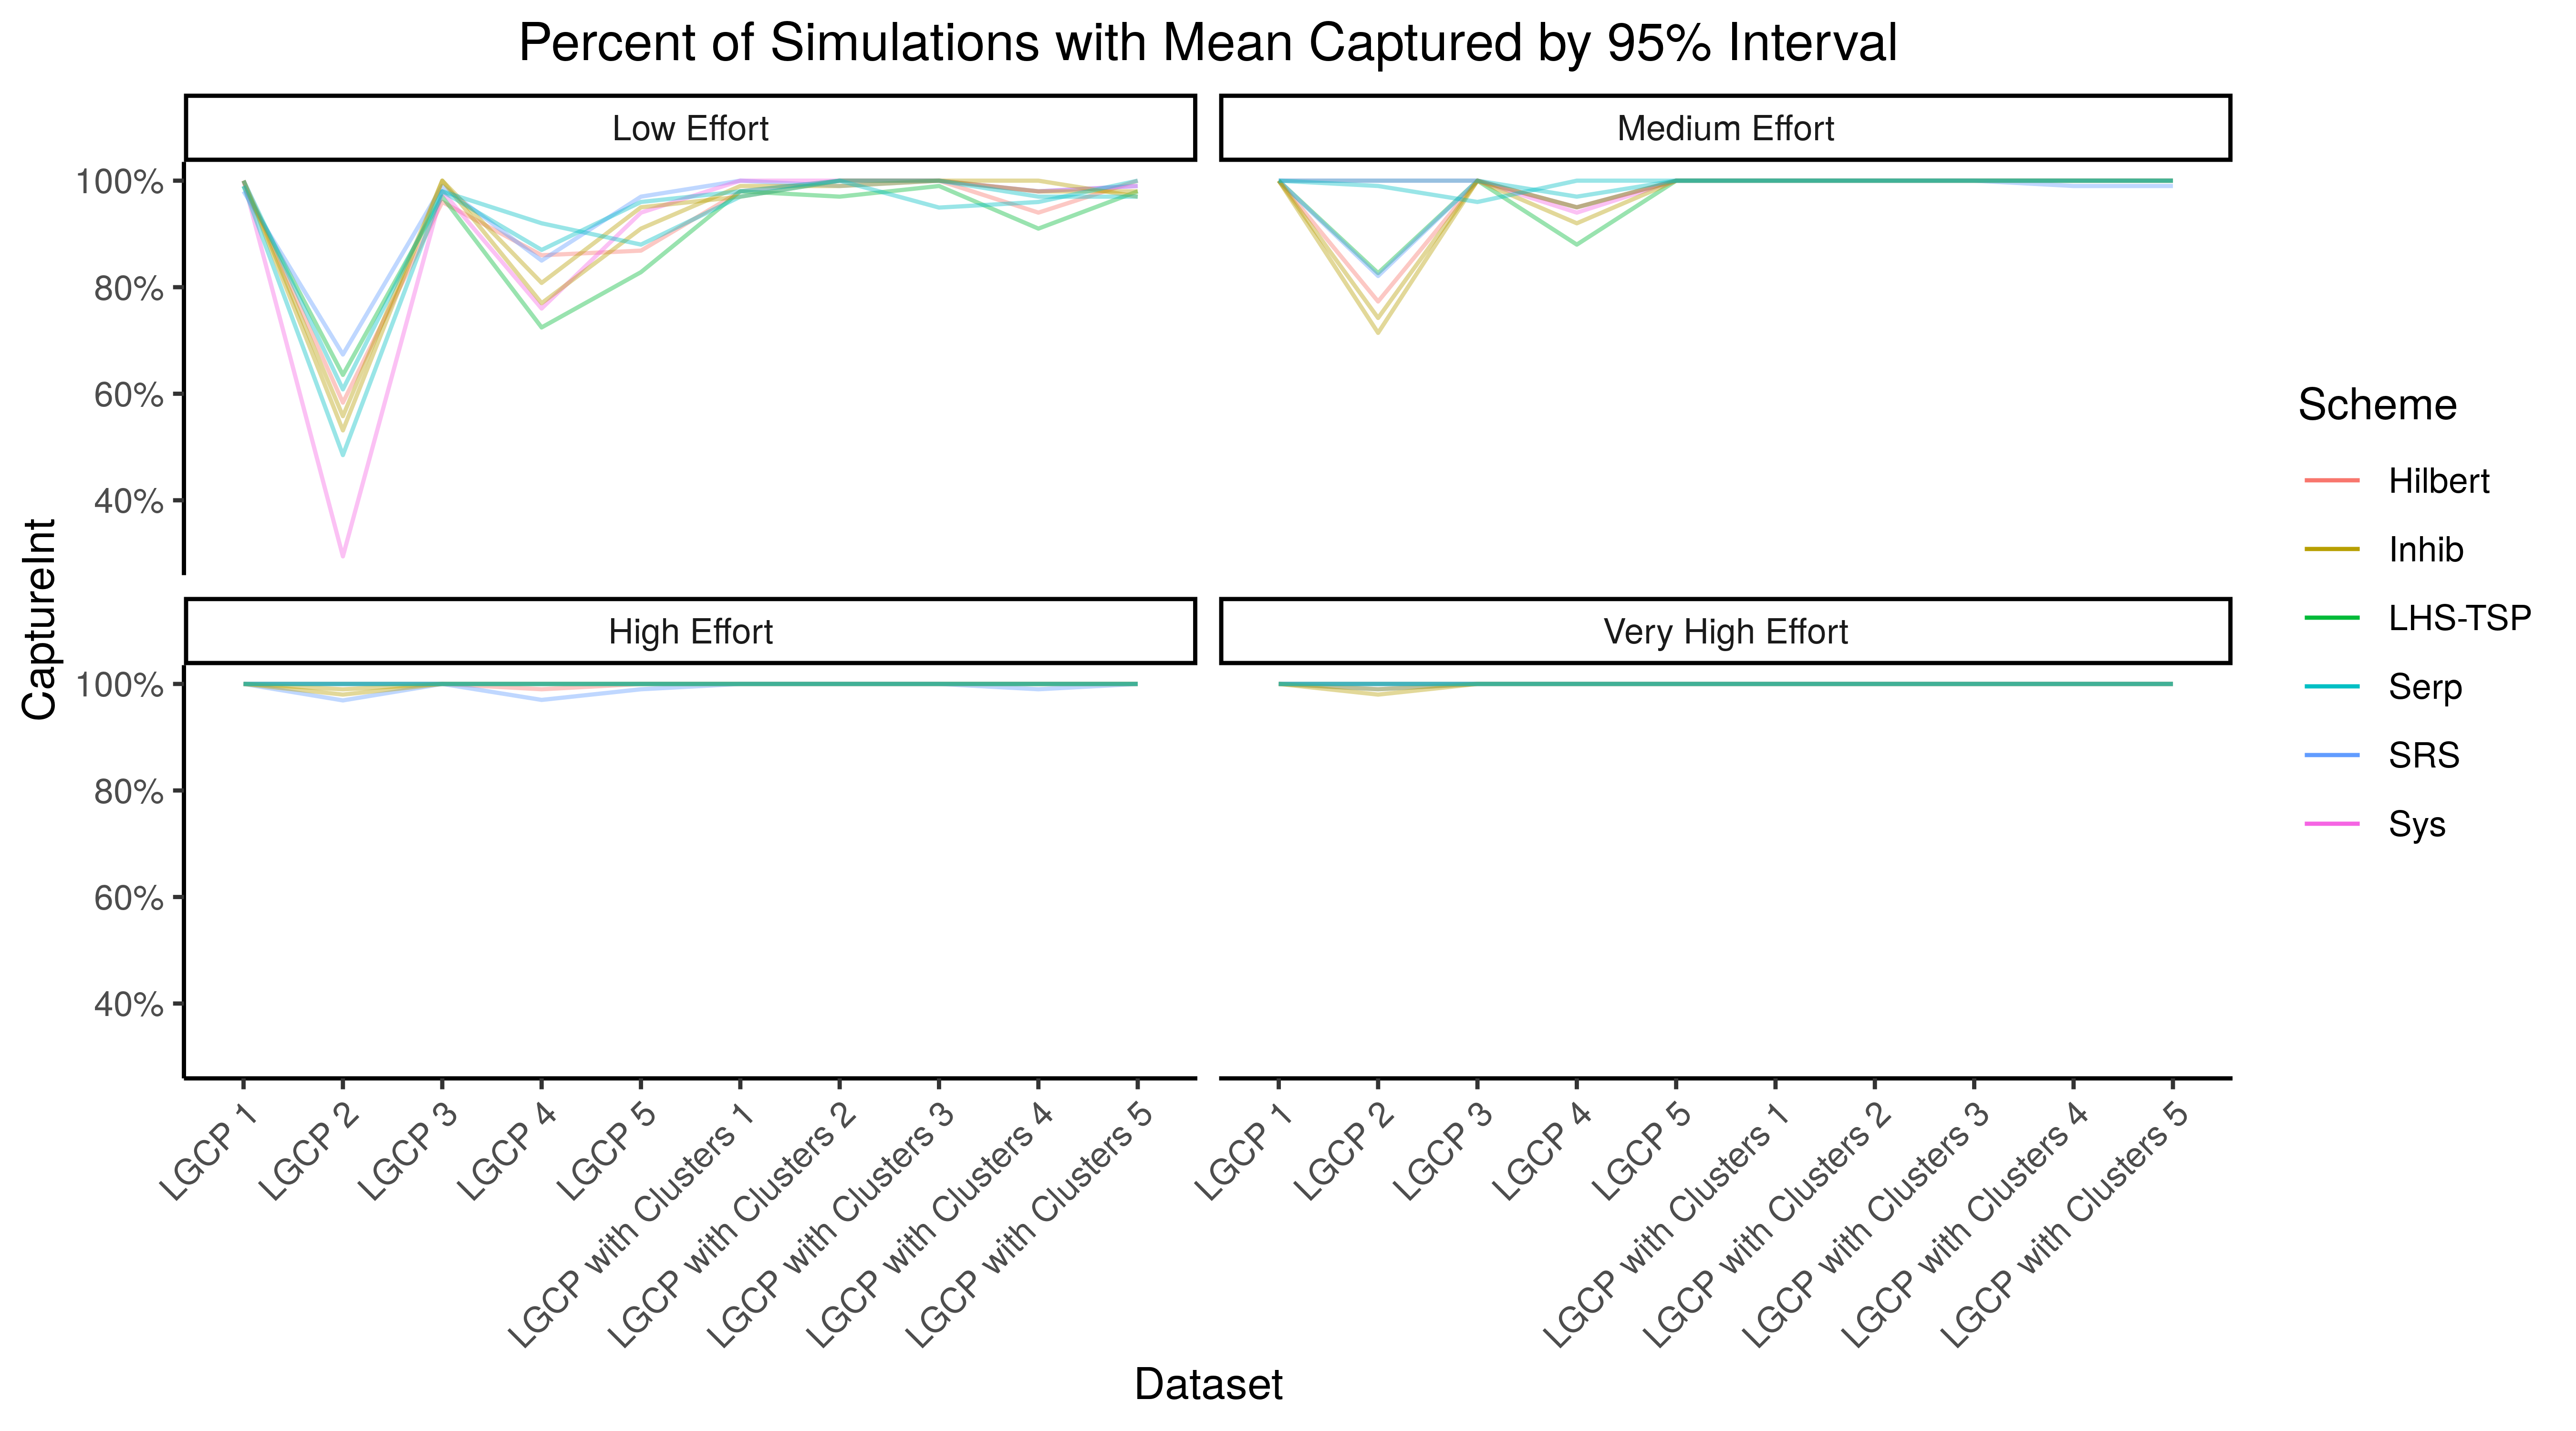 Percent of Simulations with Mean Captured by 95% Interval
Low Effort
Medium Effort
100%
80%
60%
40%
High Effort
Very High Effort
100%
80%
60%
40%
CaptureInt
LGCP 1
LGCP 2
LGCP 3
LGCP 4
LGCP 5
LGCP with Clusters 1
LGCP with Clusters 2
LGCP with Clusters 3
LGCP with Clusters 4
LGCP with Clusters 5
LGCP 1
LGCP 2
LGCP 3
LGCP 4
LGCP 5
LGCP with Clusters 1
LGCP with Clusters 2
LGCP with Clusters 3
LGCP with Clusters 4
LGCP with Clusters 5
Dataset
Scheme
Hilbert
Inhib
LHS-TSP
Serp
SRS
Sys